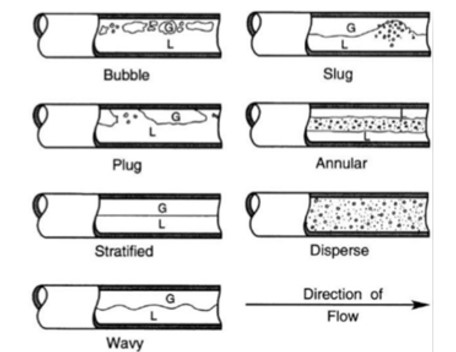 G
L
Bubble
G
L
Slug
G
L
Plug
L
L
Annular
G
L
Stratified
Disperse
G
L
Wavy
Direction of
Flow